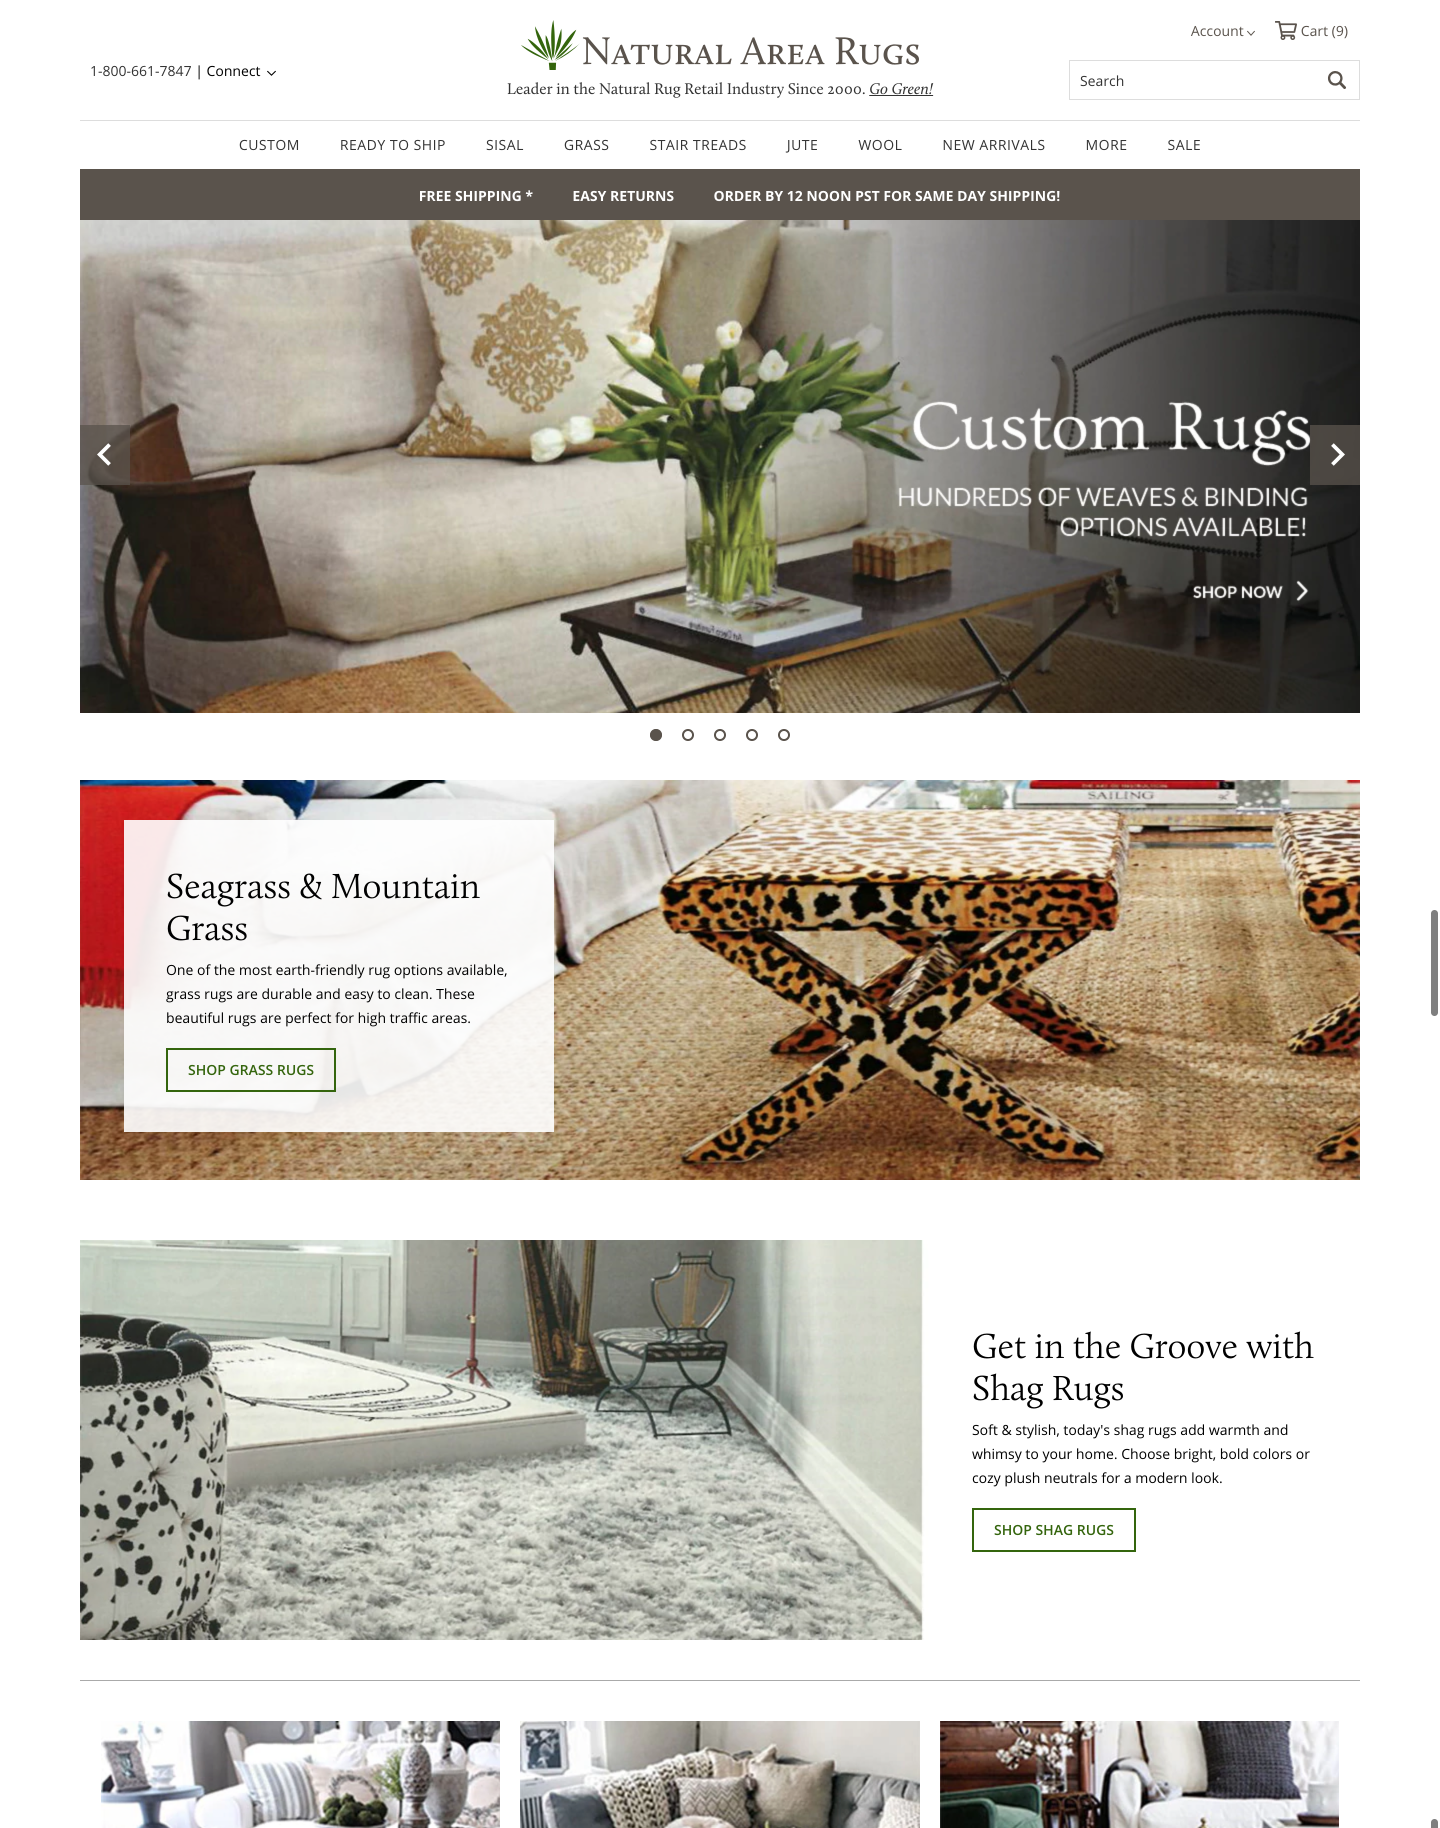 Account
Cart (9)
NATURAL AREA RUGS
1-800-661-7847 | Connect
Leader in the Natural Rug Retail Industry Since 2000. Go Green!
Search
CUSTOM READY TO SHIP SISAL GRASS STAIR TREADS JUTE WOOL NEW ARRIVALS MORE SALE
FREE SHIPPING * EASY RETURNS ORDER BY 12 NOON PST FOR SAME DAY SHIPPING!
Custom Rugs
HUNDREDS OF WEAVES & BINDING
OPTIONS AVAILABLE!
SHOP NOW
SAILING
Seagrass & Mountain
Grass
One of the most earth-friendly rug options available,
grass rugs are durable and easy to clean. These
beautiful rugs are perfect for high traffic areas.
SHOP GRASS RUGS
Get in the Groove with
Shag Rugs
Soft & stylish, today's shag rugs add warmth and
whimsy to your home. Choose bright, bold colors or
cozy plush neutrals for a modern look.
SHOP SHAG RUGS